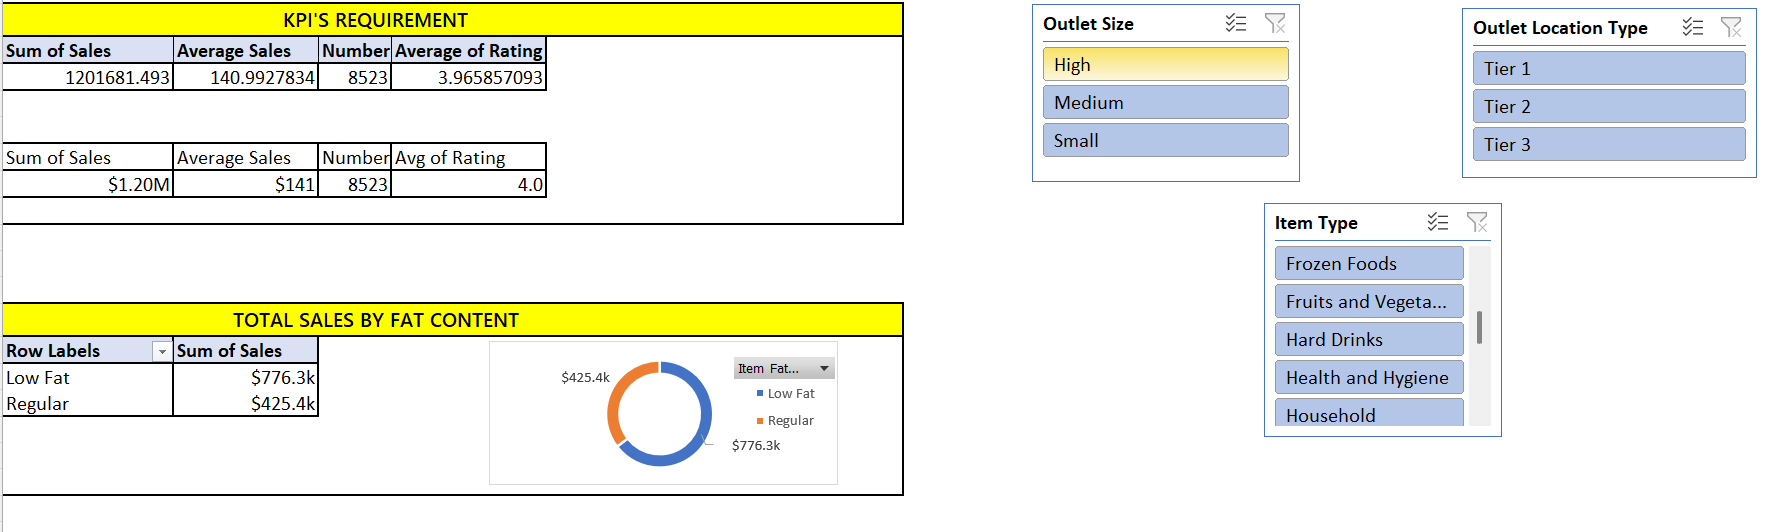 KPI'S REQUIREMENT
Sum of Sales Average Sales Number Average of Rating
1201681.493 140.9927834 8523 3.965857093
Sum of Sales Average Sales Number Avg of Rating
$1.20M $141 8523 4.0
TOTAL SALES BY FAT CONTENT
Row Labels Sum of Sales
Low Fat $776.3k
Regular $425.4k
$425.4k
Item Fat...
Low Fat
Regular
$776.3k
Outlet Size
High
Medium
Small
Outlet Location Type
Tier 1
Tier 2
Tier 3
Item Type
Frozen Foods
Fruits and Vegeta...
Hard Drinks
Health and Hygiene
Household